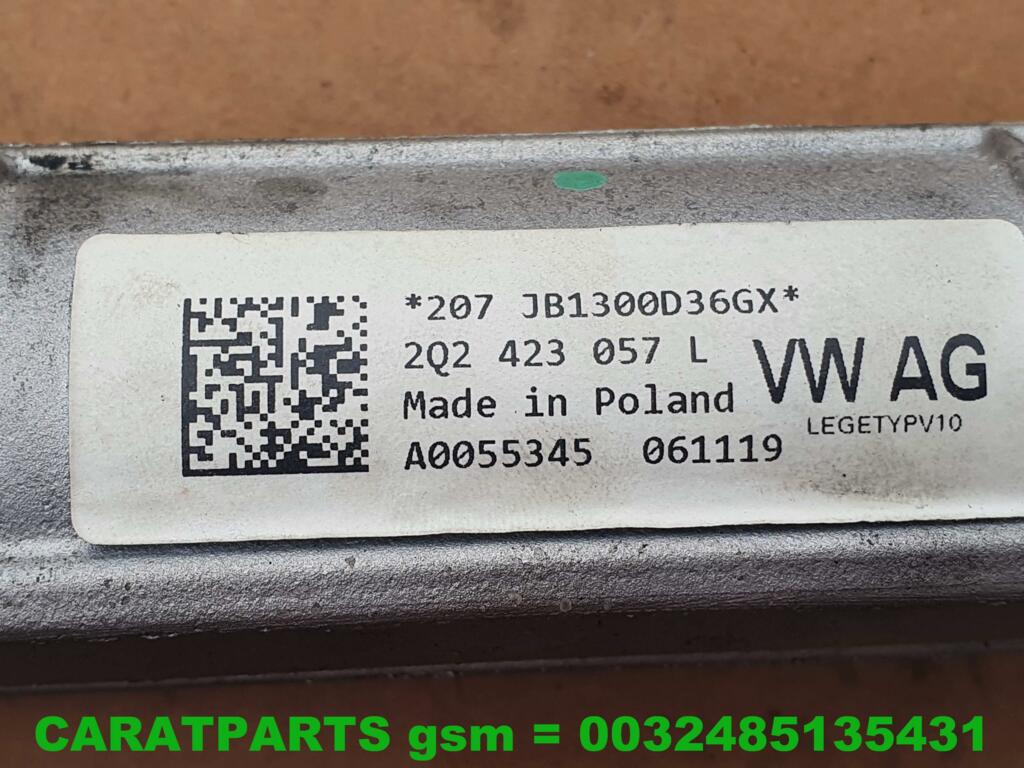 *207 JB1300D36GX*
2Q2 423 057 L
Made in Poland
A0055345 061119
VW AG
LEGETYPV10
CARATPARTS gsm = 0032485135431